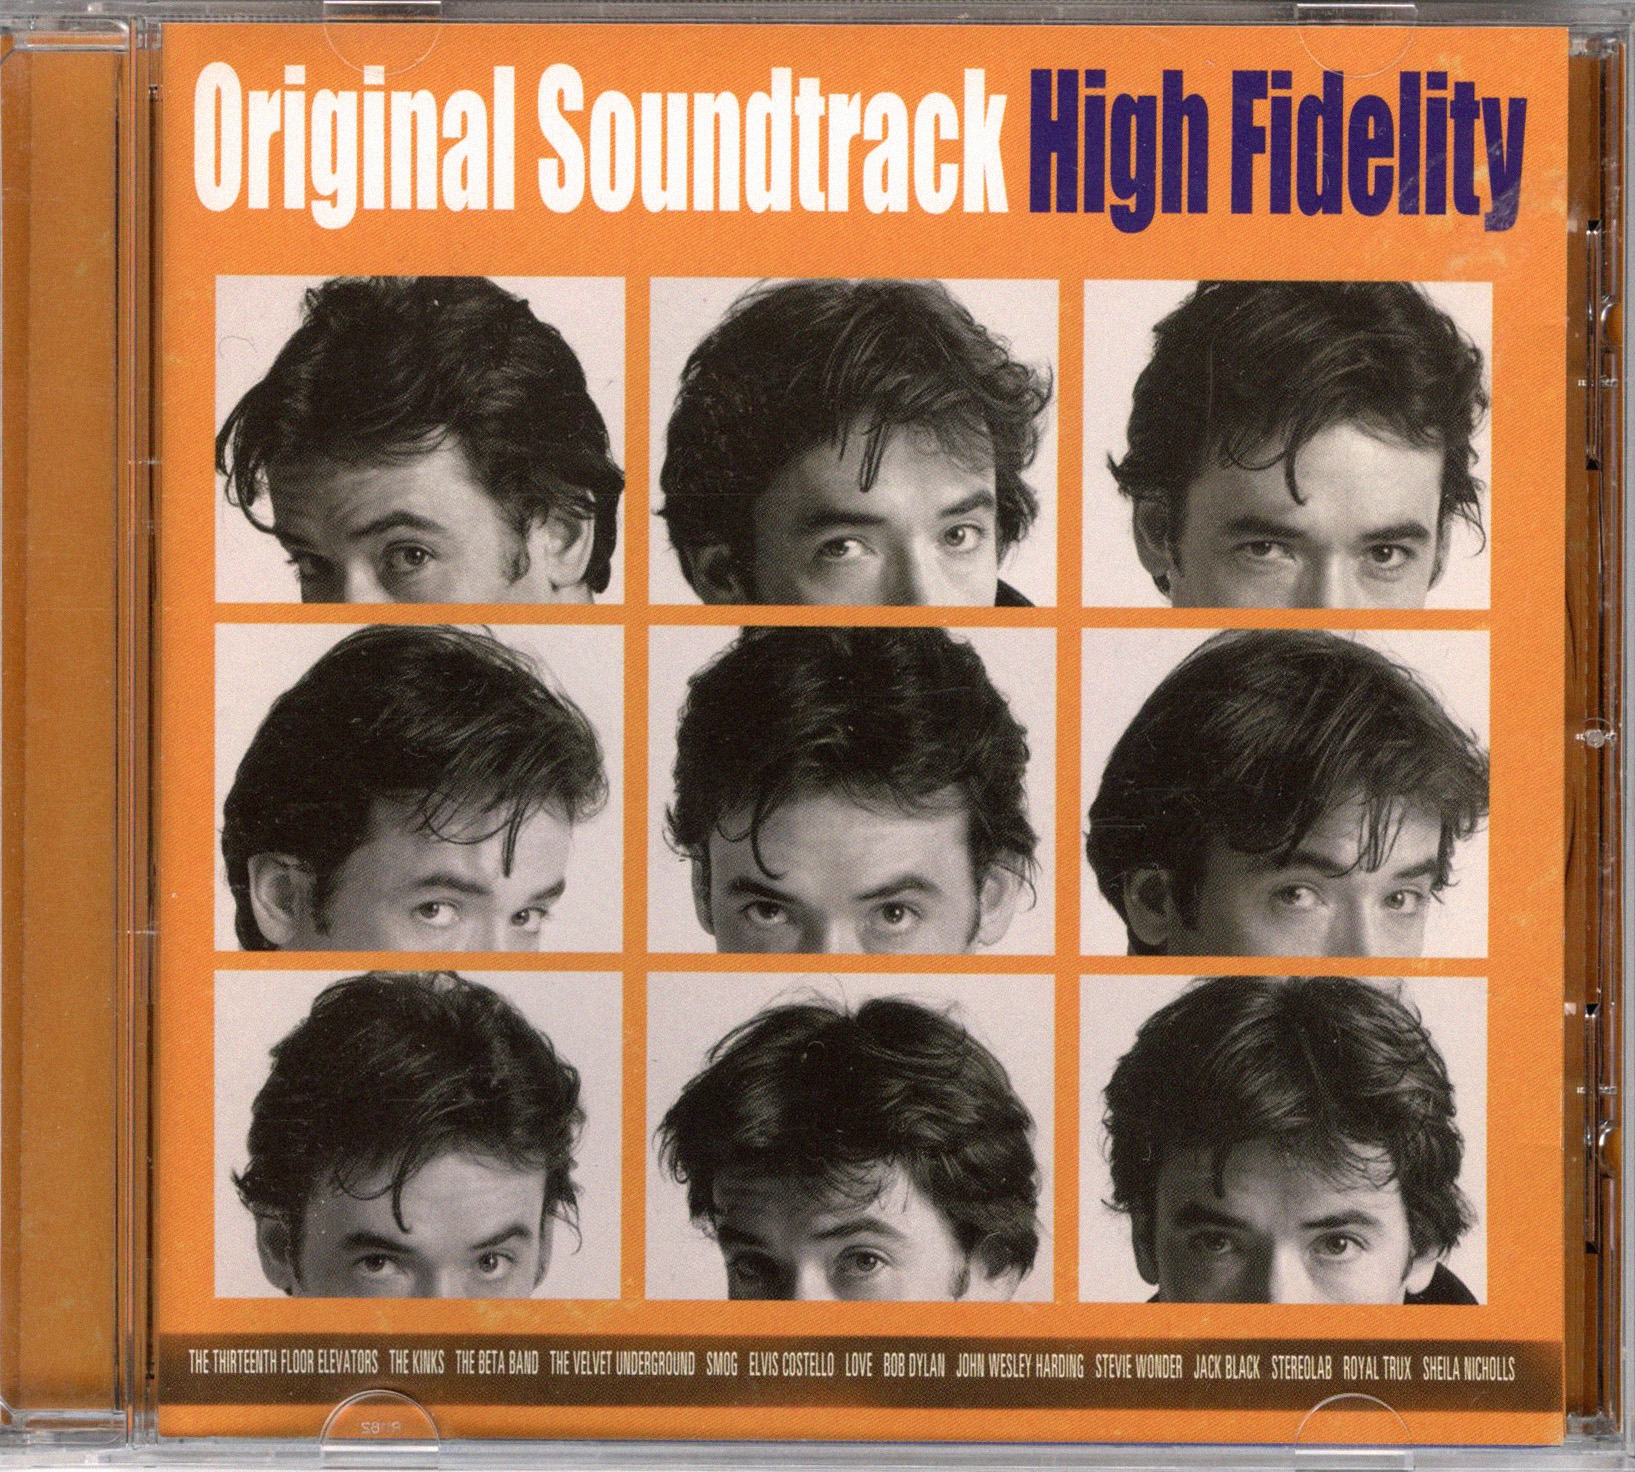 Original Soundtrack High Fidelity
THE THIRTEENTH FLOOR ELEVATORS THE KINKS THE BETA BAND THE VELVET UNDERGROUND SMOG ELVIS COSTELLO LOVE BOB DYLAN JOHN WESLEY HARDING STEVIE WONDER JACK BLACK STEREOLAB ROYAL TRUX SHEILA NICHOLLS